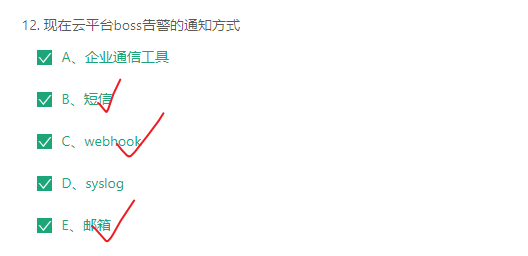 12. 现在云平台boss告警的通知方式
A、企业通信工具
B、短信
C、webhook
D、syslog
E、邮箱